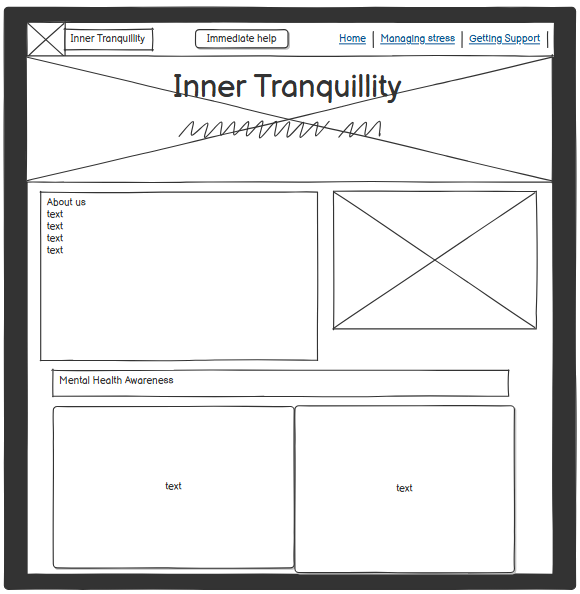 Inner Tranquillity
Immediate help
Home
Managing stress
Getting Support
Inner Tranquillity
About us
text
text
text
text
Mental Health Awareness
text
text